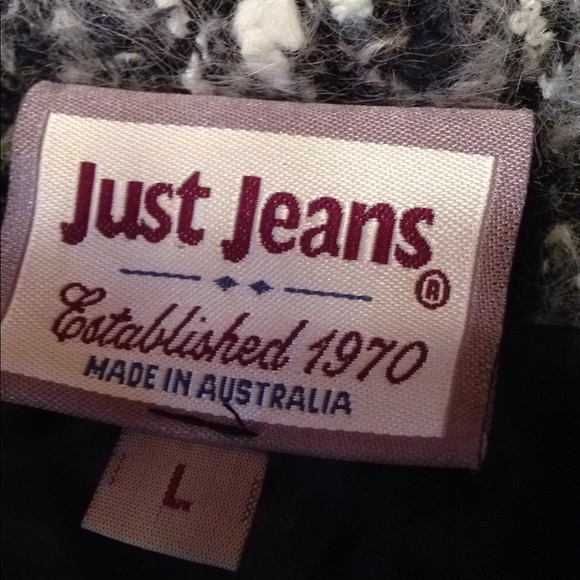 Just Jeans
®
Established 1970
MADE IN AUSTRALIA
L